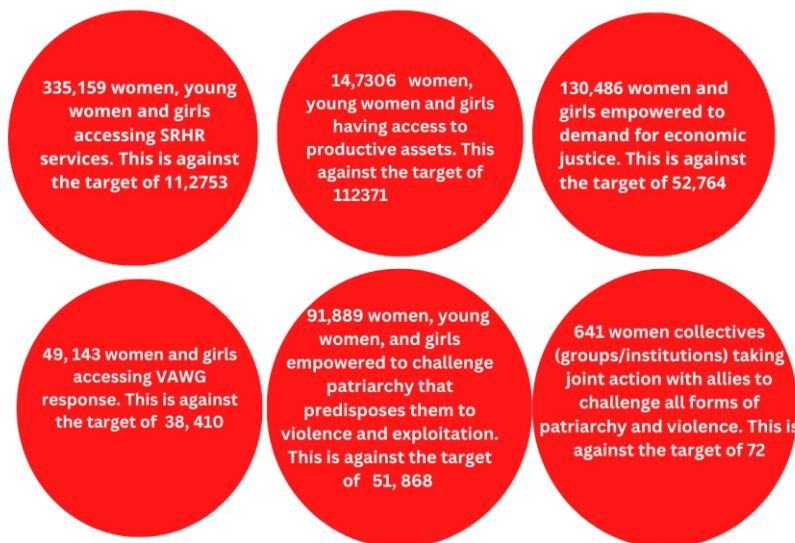 335,159 women, young
women and girls
accessing SRHR
services. This is against
the target of 11,2753
14,7306 women,
young women and girls
having access to
productive assets. This
against the target of
112371
130,486 women and
girls empowered to
demand for economic
justice. This is against
the target of 52,764
49, 143 women and girls
accessing VAWG
response. This is against
the target of 38, 410
91,889 women, young
women, and girls
empowered to challenge
patriarchy that
predisposes them to
violence and exploitation.
This is against the target
of 51, 868
641 women collectives
(groups/institutions) taking
joint action with allies to
challenge all forms of
patriarchy and violence. This is
against the target of 72